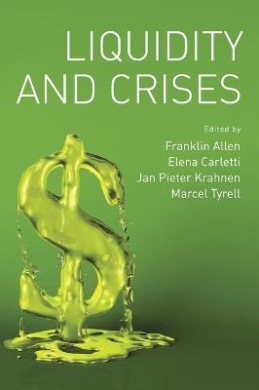 LIQUIDITY
AND CRISES
Edited by
Franklin Allen
Elena Carletti
Jan Pieter Krahnen
Marcel Tyrell